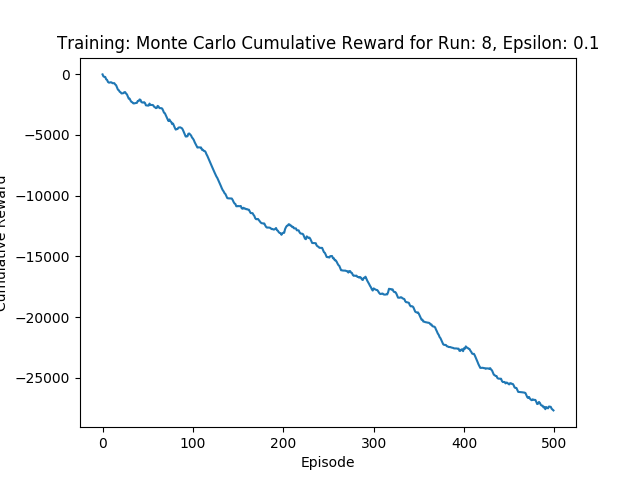 Training: Monte Carlo Cumulative Reward for Run: 8, Epsilon: 0.1
Cumulative Reward
0
−5000
−10000
−15000
−20000
−25000
0 100 200 300 400 500
Episode